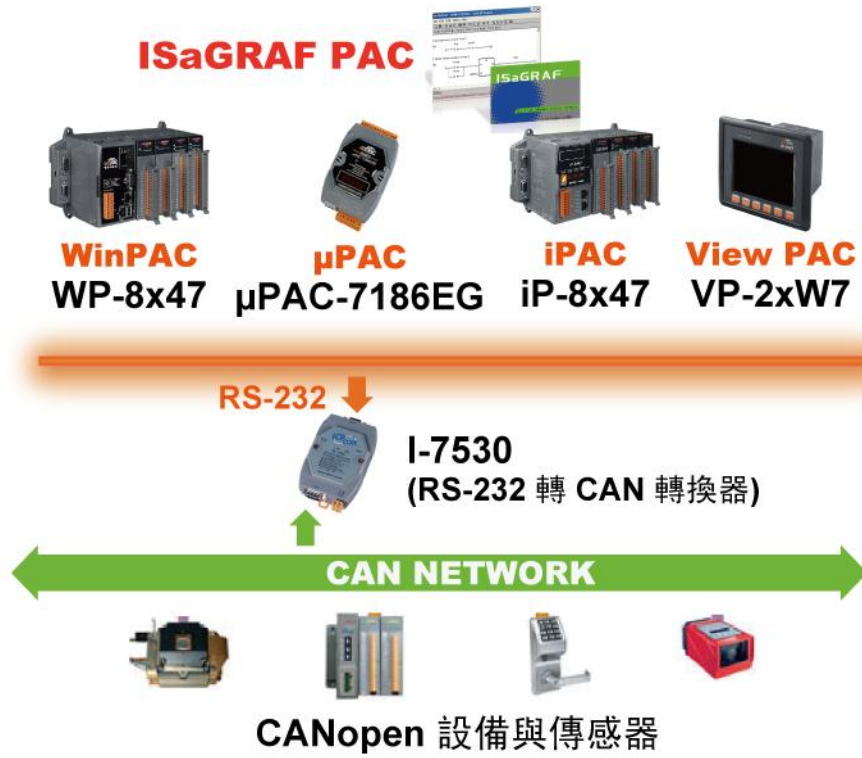 ISaGRAF PAC
ISaGRAF
WinPAC
WP-8x47
µPAC
µPAC-7186EG
iPAC
iP-8x47
View PAC
VP-2xW7
RS-232
I-7530
(RS-232 轉 CAN 轉換器)
CAN NETWORK
CANopen 設備與傳感器